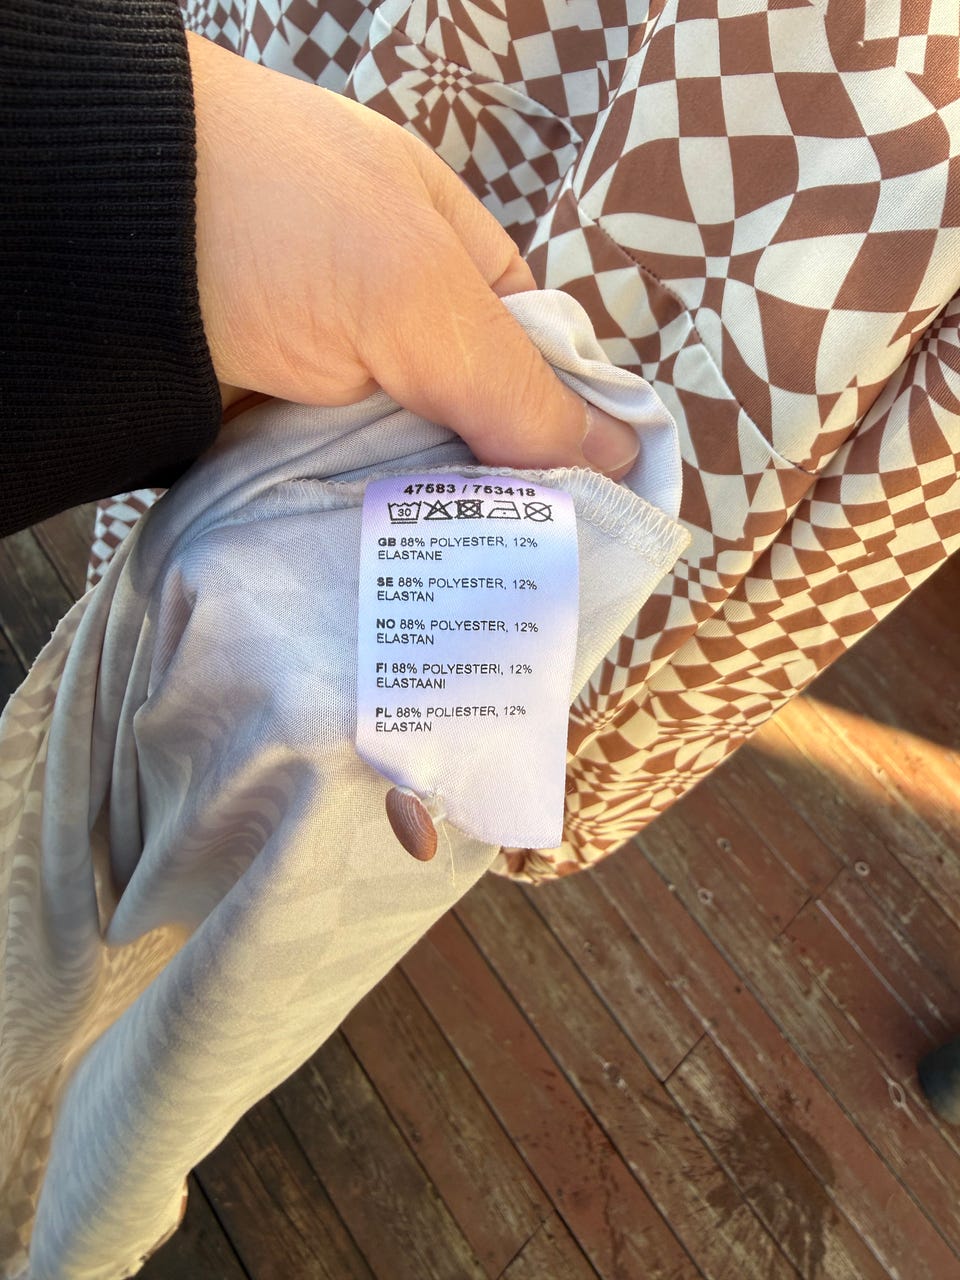 47583 / 753418
30
GB 88% POLYESTER, 12%
ELASTANE
SE 88% POLYESTER, 12%
ELASTAN
NO 88% POLYESTER, 12%
ELASTAN
FI 88% POLYESTERI, 12%
ELASTAANI
PL 88% POLIESTER, 12%
ELASTAN